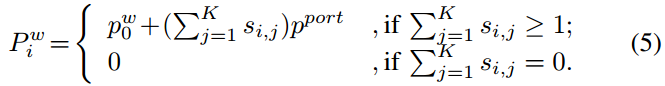 P_i^w = { p_0^w + (∑_{j=1}^K s_{i,j}) p^{port} , if ∑_{j=1}^K s_{i,j} ≥ 1;
0 , if ∑_{j=1}^K s_{i,j} = 0. (5)